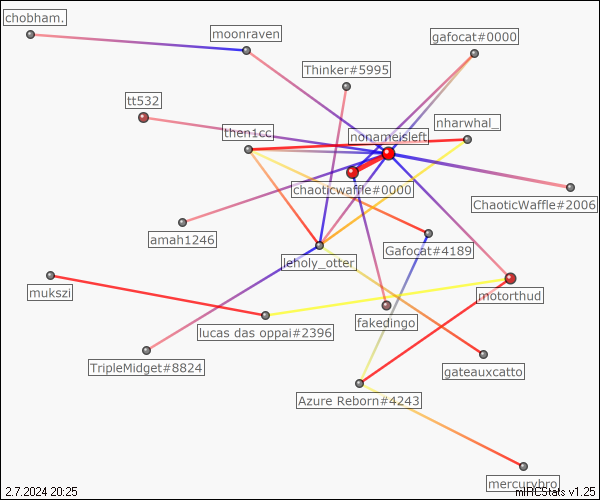 chobham.
moonraven
gafocat#0000
Thinker#5995
tt532
nharwhal_
then1cc
nonameisleft
chaoticwaffle#0000
ChaoticWaffle#2006
amah1246
Gafocat#4189
leholy_otter
mukszi
motorthud
lucas das oppai#2396
fakedingo
TripleMidget#8824
gateauxcatto
Azure Reborn#4243
mercurybro
2.7.2024 20:25
mIRCStats v1.25